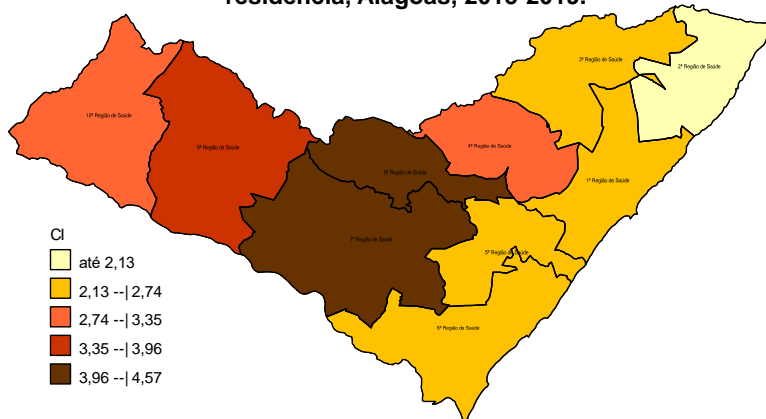 residência, Alagoas, 2015-2019.
3ª Região de Saúde
2ª Região de Saúde
10ª Região de Saúde
9ª Região de Saúde
4ª Região de Saúde
8ª Região de Saúde
1ª Região de Saúde
7ª Região de Saúde
5ª Região de Saúde
6ª Região de Saúde
CI
até 2,13
2,13 --| 2,74
2,74 --| 3,35
3,35 --| 3,96
3,96 --| 4,57